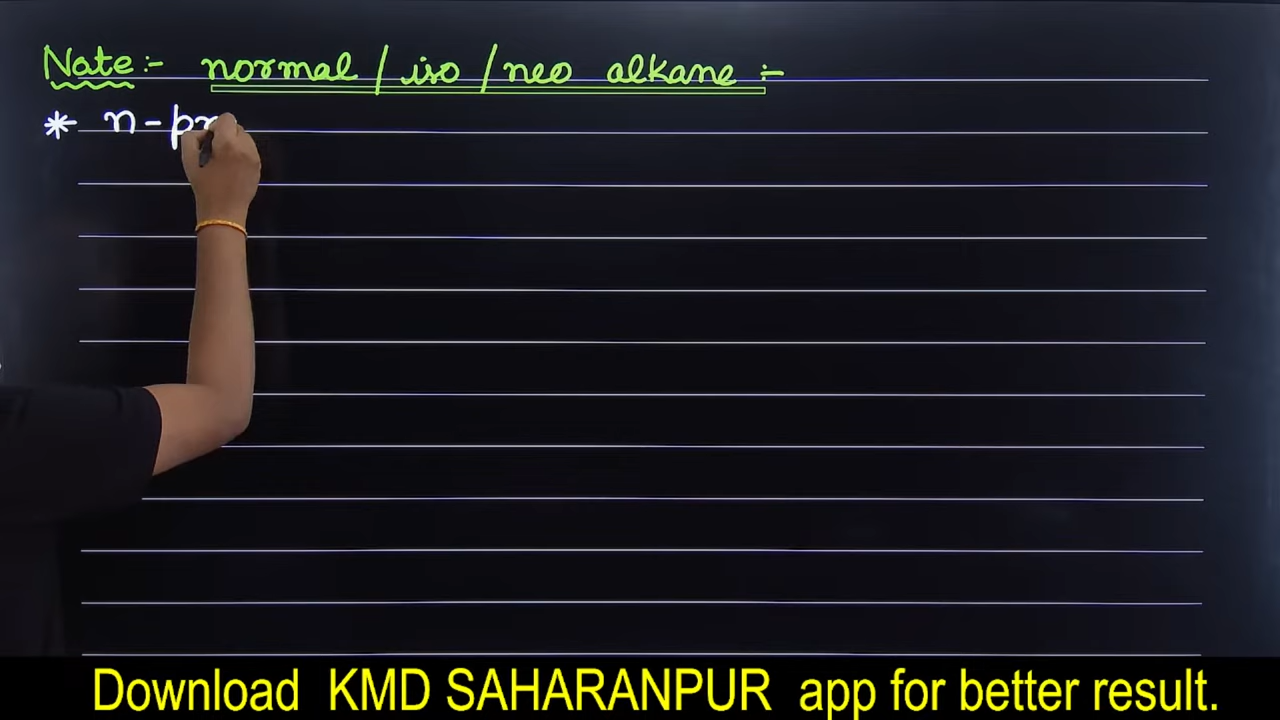 Note :- normal / iso / neo alkane :-
* n - pr
Download KMD SAHARANPUR app for better result.